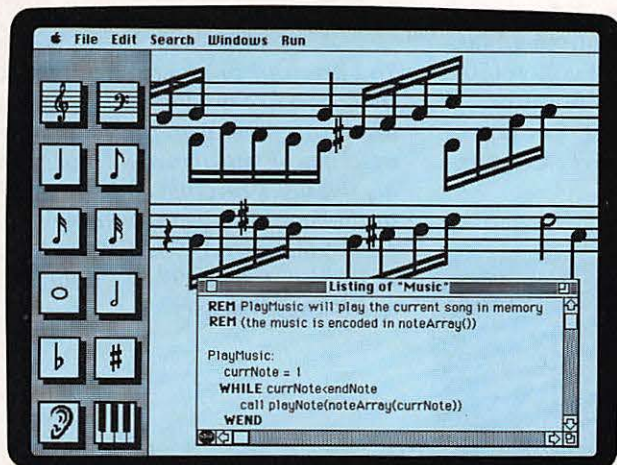 File Edit Search Windows Run
Listing of "Music"
REM PlayMusic will play the current song in memory
REM (the music is encoded in noteArray())
PlayMusic:
currNote = 1
WHILE currNote<endNote
call playNote(noteArray(currNote))
WEND